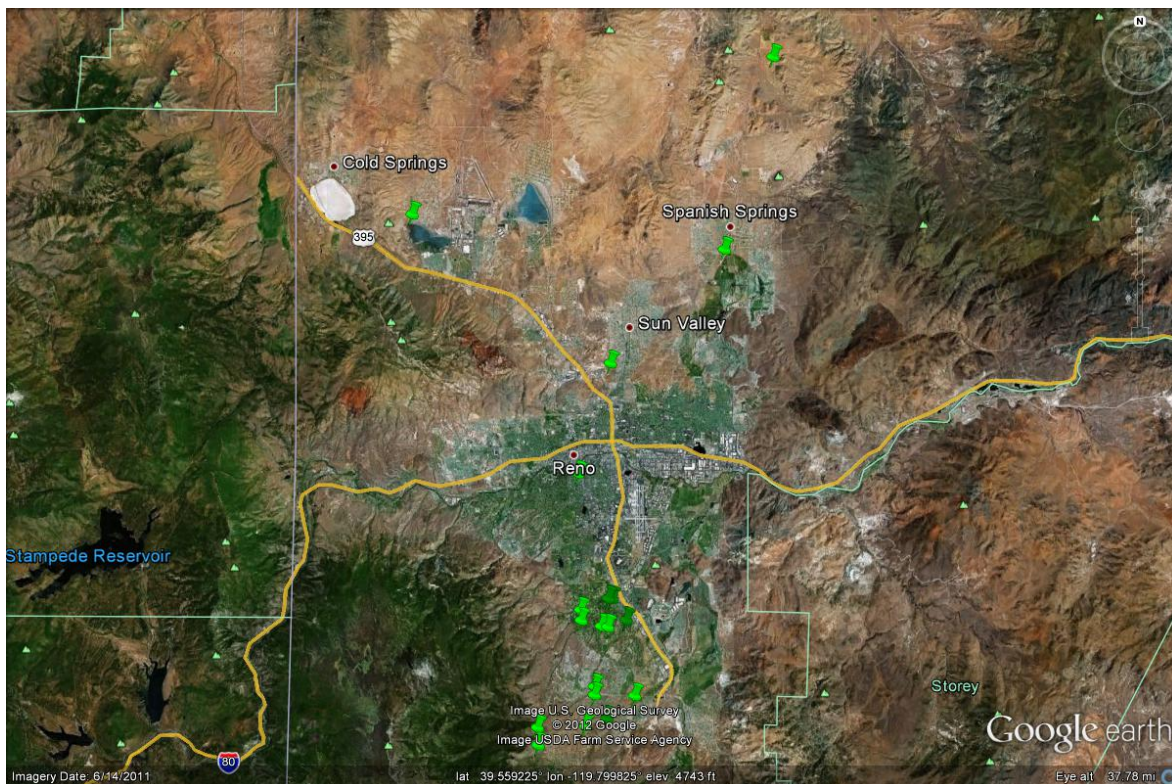 N
Cold Springs
Spanish Springs
395
Sun Valley
Reno
Stampede Reservoir
Storey
Image U.S. Geological Survey
© 2012 Google
Image USDA Farm Service Agency
Google earth
80
Imagery Date: 6/14/2011
lat 39.559225° lon -119.799825° elev 4743 ft
Eye alt 37.78 mi